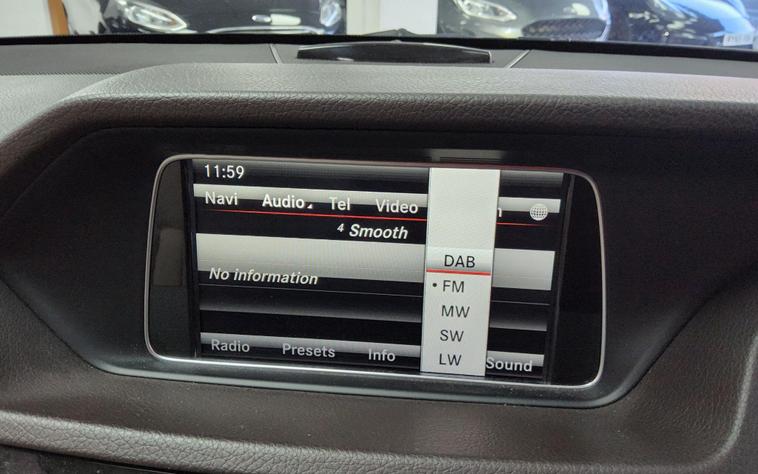 11:59
Navi Audio Tel Video
4 Smooth
DAB
No information
• FM
MW
SW
LW
Radio Presets Info Sound